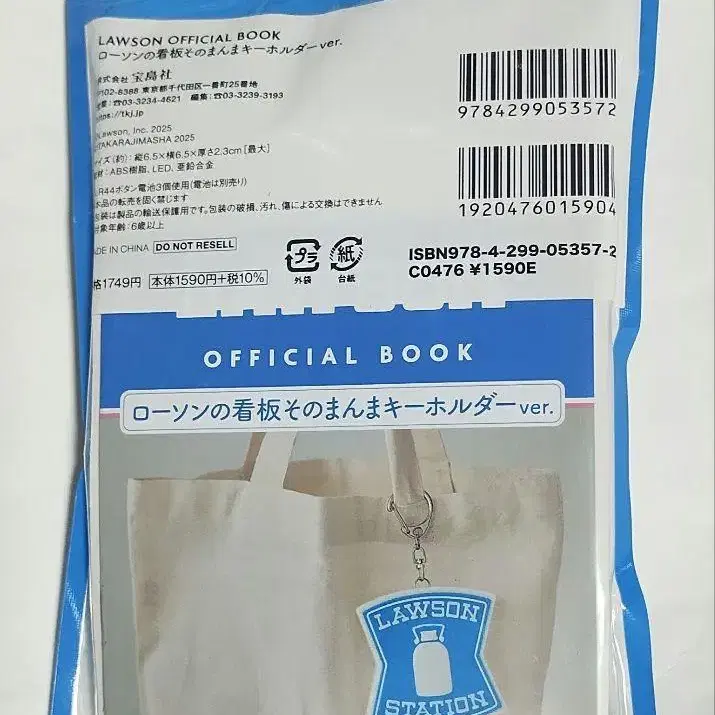 LAWSON OFFICIAL BOOK
ローソンの看板そのまんまキーホルダーver.
株式会社 宝島社
102-8388 東京都千代田区一番町25番地
☎03-3234-4621 編集:☎03-3239-3193
https://tkj.jp
©Lawson, Inc. 2025
TAKARAJIMASHA 2025
サイズ(約):縦6.5×横6.5×厚さ2.3cm[最大]
ABS樹脂、LED、亜鉛合金
LR44ボタン電池3個使用(電池は別売り)
本品の転売を固く禁じます
包装は製品の輸送保護用です。包装の破損、汚れ、傷による交換はできません
対象年齢:6歳以上
MADE IN CHINA DO NOT RESELL
格1749円 本体1590円+税10%
プラ
外袋
紙
台紙
9784299053572
1920476015904
ISBN978-4-299-05357-2
C0476 ¥1590E
OFFICIAL BOOK
ローソンの看板そのまんまキーホルダーver.
LAWSON
STATION